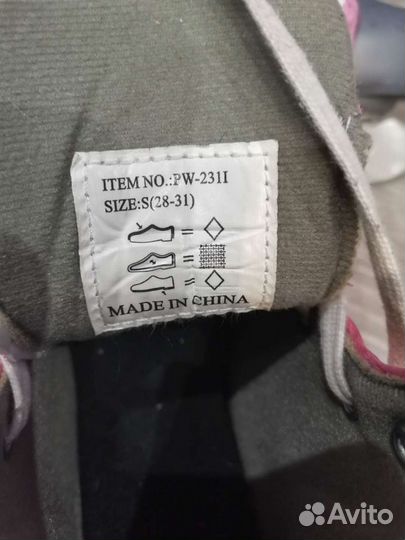 ITEM NO.:PW-231I
SIZE:S(28-31)
=
=
=
MADE IN CHINA
Avito